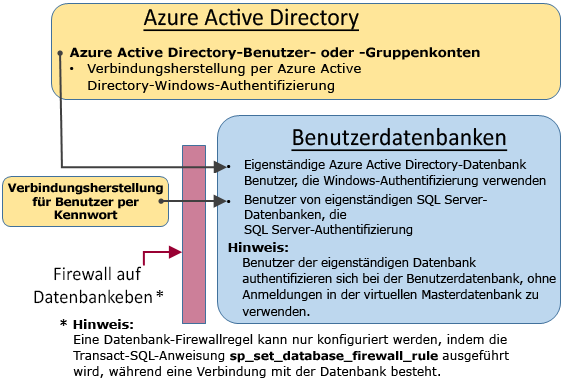 Azure Active Directory
Azure Active Directory-Benutzer- oder -Gruppenkonten
• Verbindungsherstellung per Azure Active
Directory-Windows-Authentifizierung
Benutzerdatenbanken
• Eigenständige Azure Active Directory-Datenbank
Benutzer, die Windows-Authentifizierung verwenden
• Benutzer von eigenständigen SQL Server-
Datenbanken, die
SQL Server-Authentifizierung
Hinweis:
Benutzer der eigenständigen Datenbank
authentifizieren sich bei der Benutzerdatenbank, ohne
Anmeldungen in der virtuellen Masterdatenbank zu
verwenden.
Verbindungsherstellung
für Benutzer per
Kennwort
Firewall auf
Datenbankeben *
* Hinweis:
Eine Datenbank-Firewallregel kann nur konfiguriert werden, indem die
Transact-SQL-Anweisung sp_set_database_firewall_rule ausgeführt
wird, während eine Verbindung mit der Datenbank besteht.